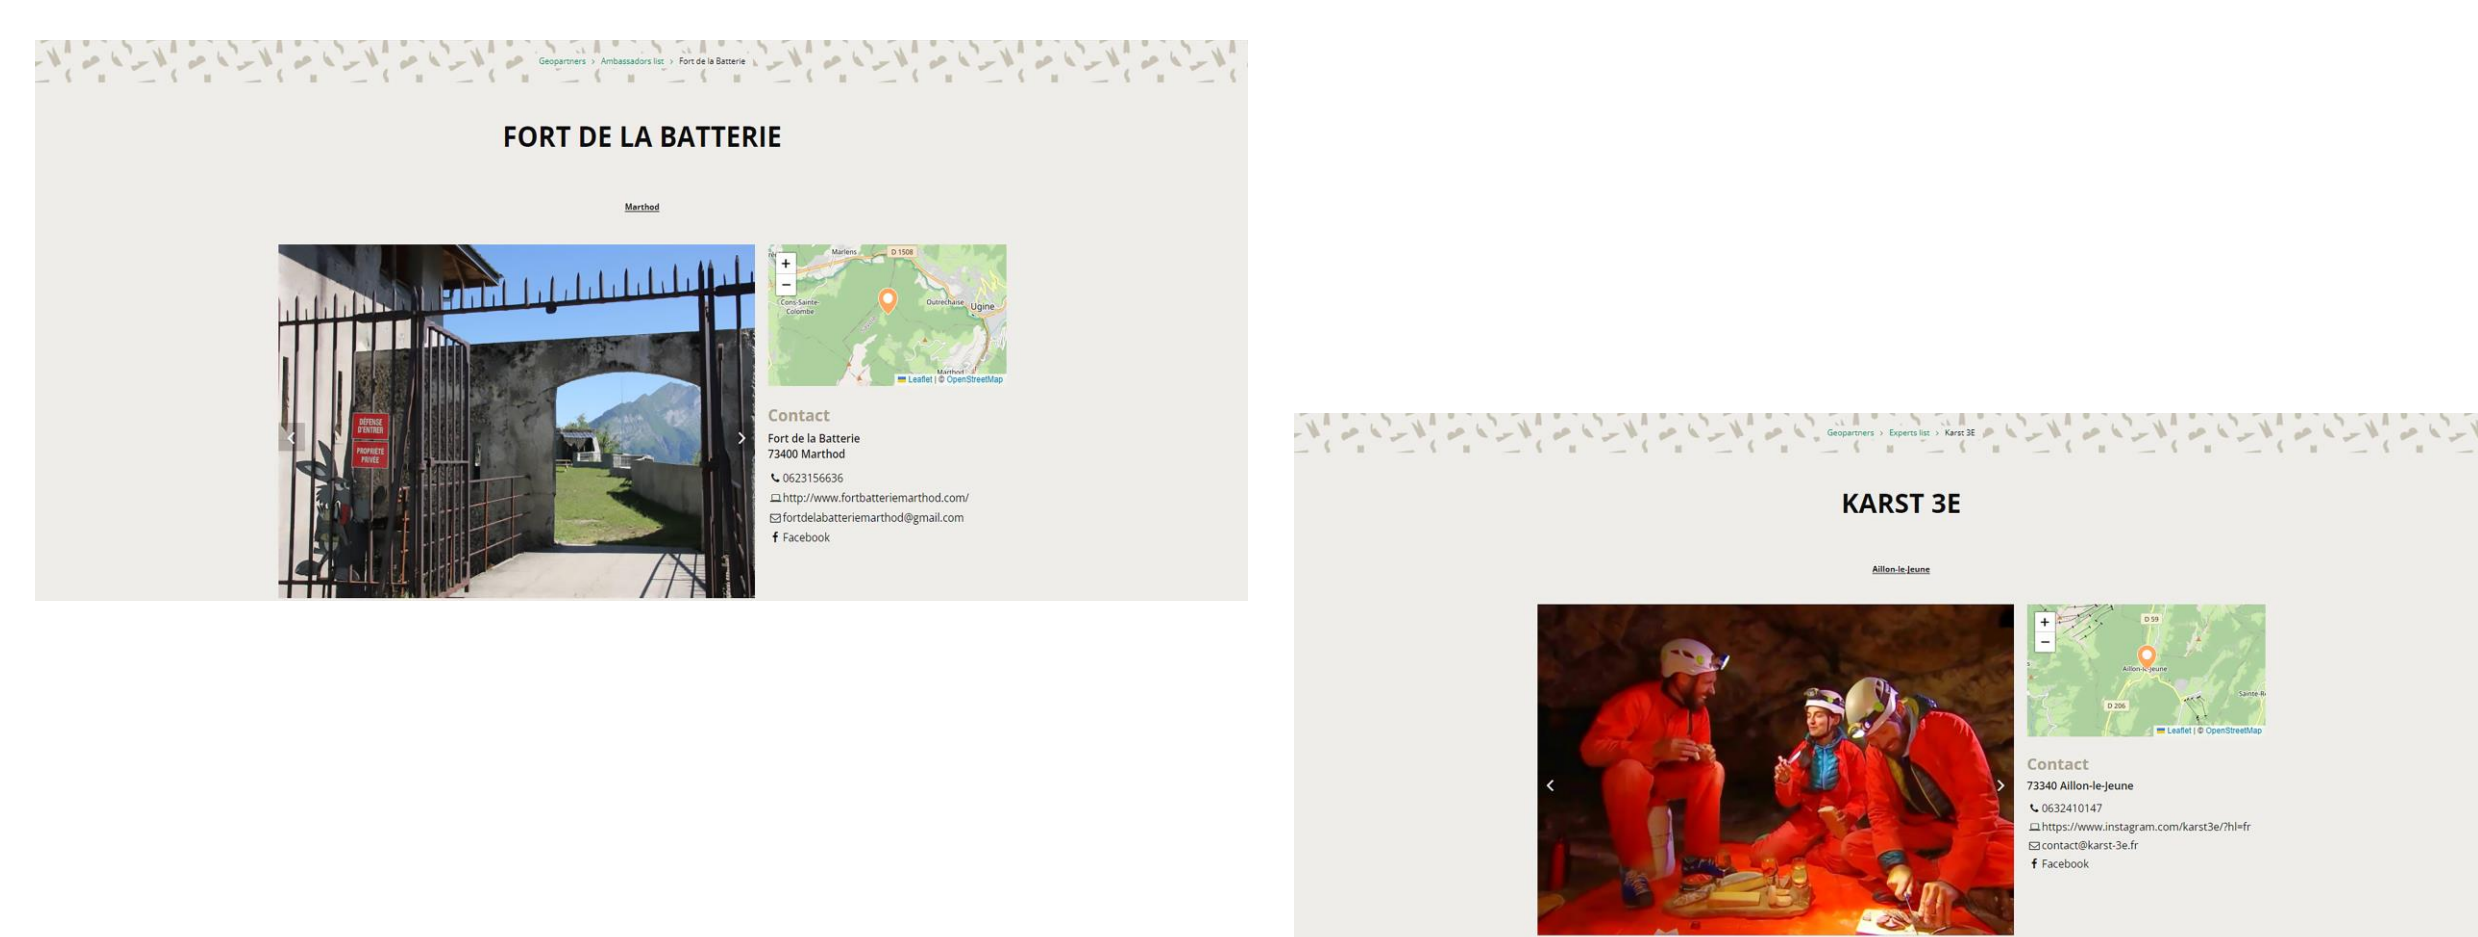 Geopartners > Ambassadors list > Fort de la Batterie
FORT DE LA BATTERIE
Marthod
+
−
Marlens
D 1508
Cons-Sainte-
Colombe
Outrechaise
Ugine
Marthod
Leaflet | © OpenStreetMap
DÉFENSE
D'ENTRER
PROPRIÉTÉ
PRIVÉE
Contact
Fort de la Batterie
73400 Marthod
0623156636
http://www.fortbatteriemarthod.com/
fortdelabatteriemarthod@gmail.com
Facebook
Geopartners > Experts list > Karst 3E
KARST 3E
Aillon-le-Jeune
+
−
D 59
Aillon-le-Jeune
Sainte-R
D 206
Leaflet | © OpenStreetMap
Contact
73340 Aillon-le-Jeune
0632410147
https://www.instagram.com/karst3e/?hl=fr
contact@karst-3e.fr
Facebook